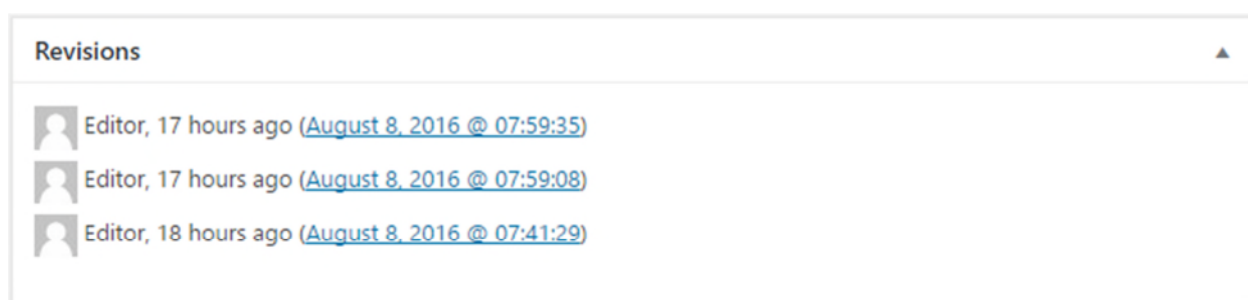 Revisions
Editor, 17 hours ago (August 8, 2016 @ 07:59:35)
Editor, 17 hours ago (August 8, 2016 @ 07:59:08)
Editor, 18 hours ago (August 8, 2016 @ 07:41:29)